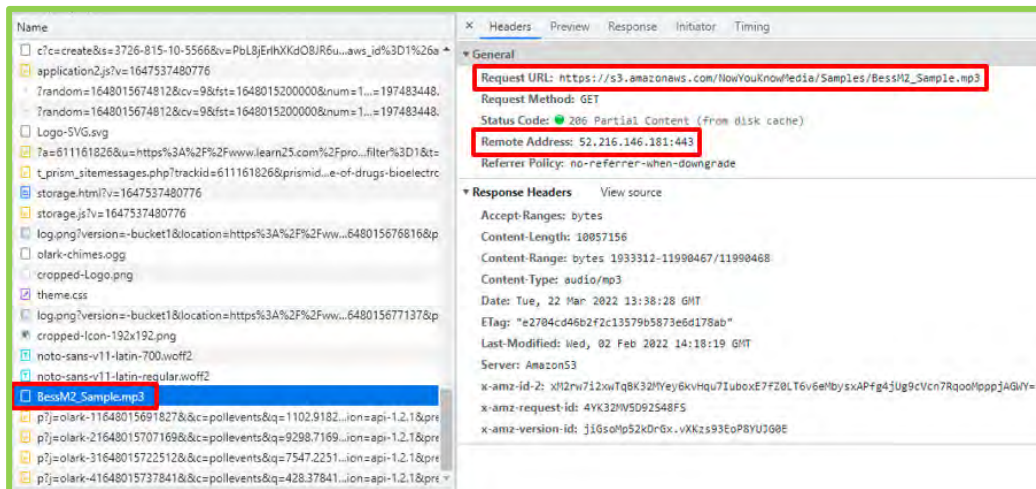 Name
c?c=create&s=3726-815-10-5566&v=PbL8jErlhXKdO8JR6u...aws_id%3D1%26a
application2.js?v=1647537480776
?random=1648015674812&cv=9&fst=1648015200000&num=1...=197483448.
?random=1648015674812&cv=9&fst=1648015200000&num=1...=197483448.
Logo-SVG.svg
?a=611161826&u=https%3A%2F%2Fwww.learn25.com%2Fpro...filter%3D1&t=
t_prism_sitemessages.php?trackid=611161826&prismid...e-of-drugs-bioelectrc
storage.html?v=1647537480776
storage.js?v=1647537480776
log.png?version=-bucket1&location=https%3A%2F%2Fww...648015676816&p
olark-chimes.ogg
cropped-Logo.png
theme.css
log.png?version=-bucket1&location=https%3A%2F%2Fww...648015677137&p
cropped-Icon-192x192.png
noto-sans-v11-latin-700.woff2
noto-sans-v11-latin-regular.woff2
BessM2_Sample.mp3
p?j=olark-11648015691827&&c=pollevents&q=1102.9182...ion=api-1.2.1&pre
p?j=olark-21648015707169&&c=pollevents&q=9298.7169...ion=api-1.2.1&pre
p?j=olark-31648015722512&&c=pollevents&q=7547.2251...ion=api-1.2.1&pre
p?j=olark-41648015737841&&c=pollevents&q=428.37841...ion=api-1.2.1&pre
× Headers Preview Response Initiator Timing
General
Request URL: https://s3.amazonaws.com/NowYouKnowMedia/Samples/BessM2_Sample.mp3
Request Method: GET
Status Code: 206 Partial Content (from disk cache)
Remote Address: 52.216.146.181:443
Referrer Policy: no-referrer-when-downgrade
Response Headers View source
Accept-Ranges: bytes
Content-Length: 10057156
Content-Range: bytes 1933312-11990467/11990468
Content-Type: audio/mp3
Date: Tue, 22 Mar 2022 13:38:28 GMT
ETag: "e2704cd46b2f2c13579b5873e6d178ab"
Last-Modified: Wed, 02 Feb 2022 14:18:19 GMT
Server: AmazonS3
x-amz-id-2: xM2rw7i2xwTqBK32MYey6kvHqu7IuboxE7fZ0LT6v6eMbysxAPfg4jUg9cVcn7RqooMpppjAGWY=
x-amz-request-id: 4YK32MV5D92S48FS
x-amz-version-id: jiGsoMp52kDrGx.vXKzs93EoP8YUJG0E